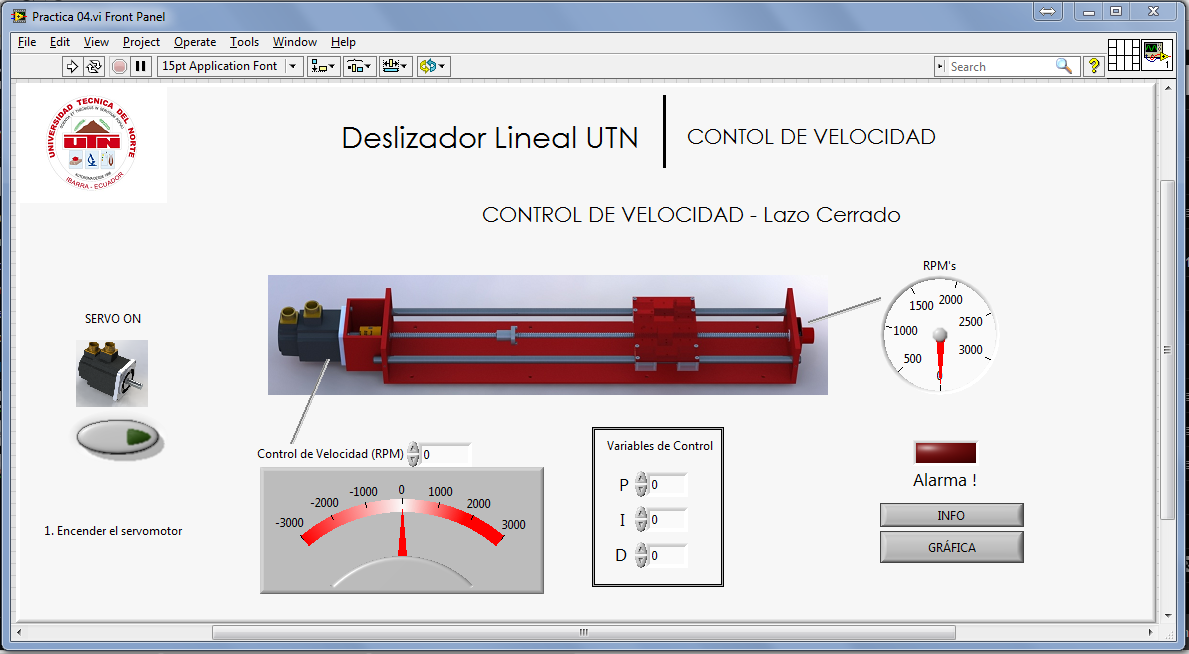 Practica 04.vi Front Panel
File Edit View Project Operate Tools Window Help
15pt Application Font
Search
1
UNIVERSIDAD TECNICA DEL NORTE
UTN
IBARRA - ECUADOR
Deslizador Lineal UTN
CONTOL DE VELOCIDAD
CONTROL DE VELOCIDAD - Lazo Cerrado
SERVO ON
RPM's
0
500
1000
1500
2000
2500
3000
Control de Velocidad (RPM) 0
-3000
-2000
-1000
0
1000
2000
3000
Variables de Control
P 0
I 0
D 0
Alarma !
INFO
GRÁFICA
1. Encender el servomotor